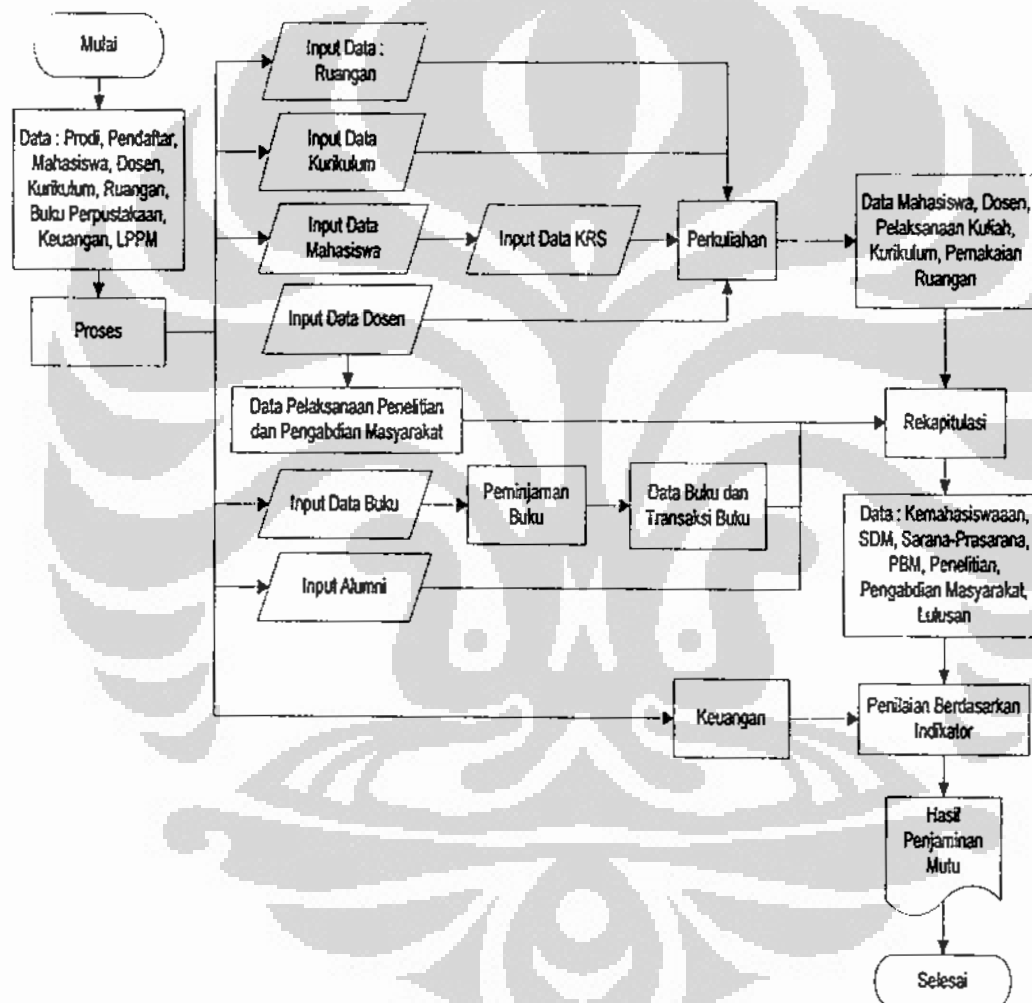 Mulai
Data : Prodi, Pendaftar,
Mahasiswa, Dosen,
Kurikulum, Ruangan,
Buku Perpustakaan,
Keuangan, LPPM
Proses
Input Data :
Ruangan
Input Data
Kurikulum
Input Data
Mahasiswa
Input Data KRS
Perkuliahan
Data Mahasiswa, Dosen,
Pelaksanaan Kuliah,
Kurikulum, Pemakaian
Ruangan
Input Data Dosen
Data Pelaksanaan Penelitian
dan Pengabdian Masyarakat
Rekapitulasi
Input Data Buku
Peminjaman
Buku
Data Buku dan
Transaksi Buku
Input Alumni
Data : Kemahasiswaaan,
SDM, Sarana-Prasarana,
PBM, Penelitian,
Pengabdian Masyarakat,
Lulusan
Keuangan
Penilaian Berdasarkan
Indikator
Hasil
Penjaminan
Mutu
Selesai